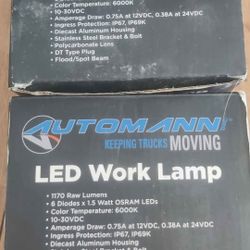 Color Temperature: 6000K
10-30VDC
Amperage Draw: 0.75A at 12VDC, 0.38A at 24VDC
Ingress Protection: IP67, IP69K
Diecast Aluminum Housing
Stainless Steel Bracket & Bolt
Polycarbonate Lens
DT Type Plug
Flood/Spot Beam
AUTOMANN
KEEPING TRUCKS MOVING
LED Work Lamp
• 1170 Raw Lumens
• 6 Diodes x 1.5 Watt OSRAM LEDs
• Color Temperature: 6000K
• 10-30VDC
• Amperage Draw: 0.75A at 12VDC, 0.38A at 24VDC
• Ingress Protection: IP67, IP69K
• Diecast Aluminum Housing